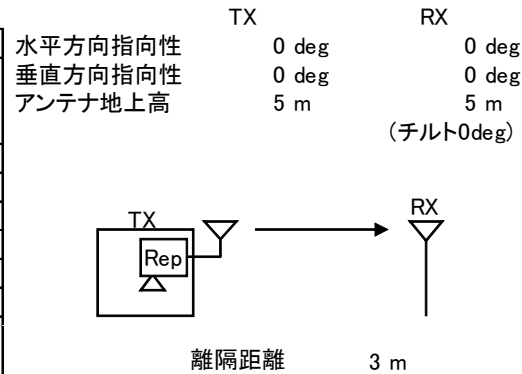 TX RX
水平方向指向性 0 deg 0 deg
垂直方向指向性 0 deg 0 deg
アンテナ地上高 5 m 5 m
(チルト0deg)
TX RX
Rep
離隔距離 3 m